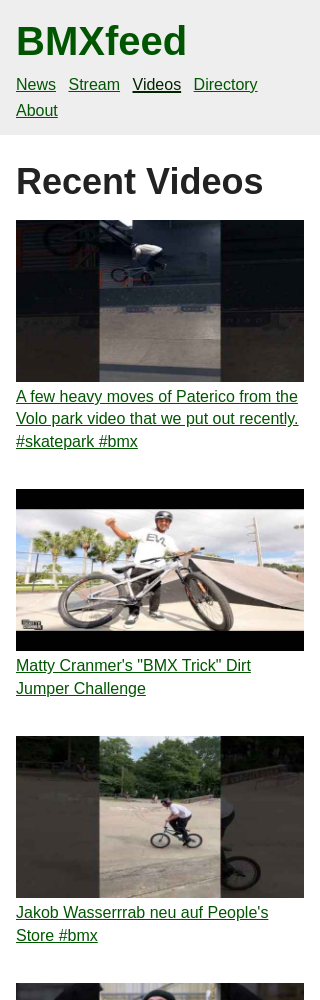 BMXfeed
News Stream Videos Directory
About
Recent Videos
A few heavy moves of Paterico from the
Volo park video that we put out recently.
#skatepark #bmx
Matty Cranmer's "BMX Trick" Dirt
Jumper Challenge
Jakob Wasserrrab neu auf People's
Store #bmx